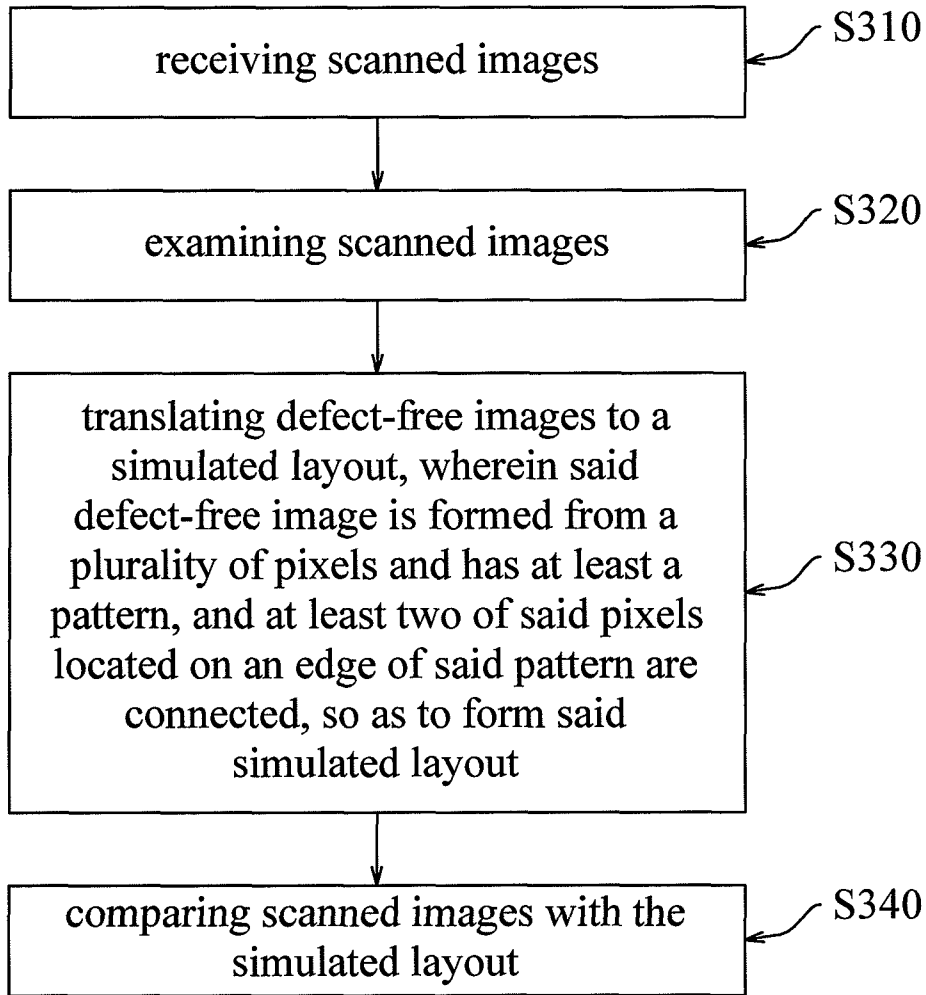 receiving scanned images
S310
examining scanned images
S320
translating defect-free images to a
simulated layout, wherein said
defect-free image is formed from a
plurality of pixels and has at least a
pattern, and at least two of said pixels
located on an edge of said pattern are
connected, so as to form said
simulated layout
S330
comparing scanned images with the
simulated layout
S340